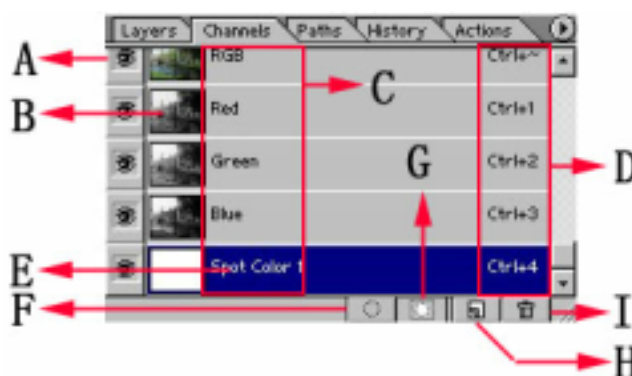 Layers Channels Paths History Actions
A RGB Ctrl+~
C
B Red Ctrl+1
G
Green Ctrl+2 D
Blue Ctrl+3
E Spot Color 1 Ctrl+4
F I
H